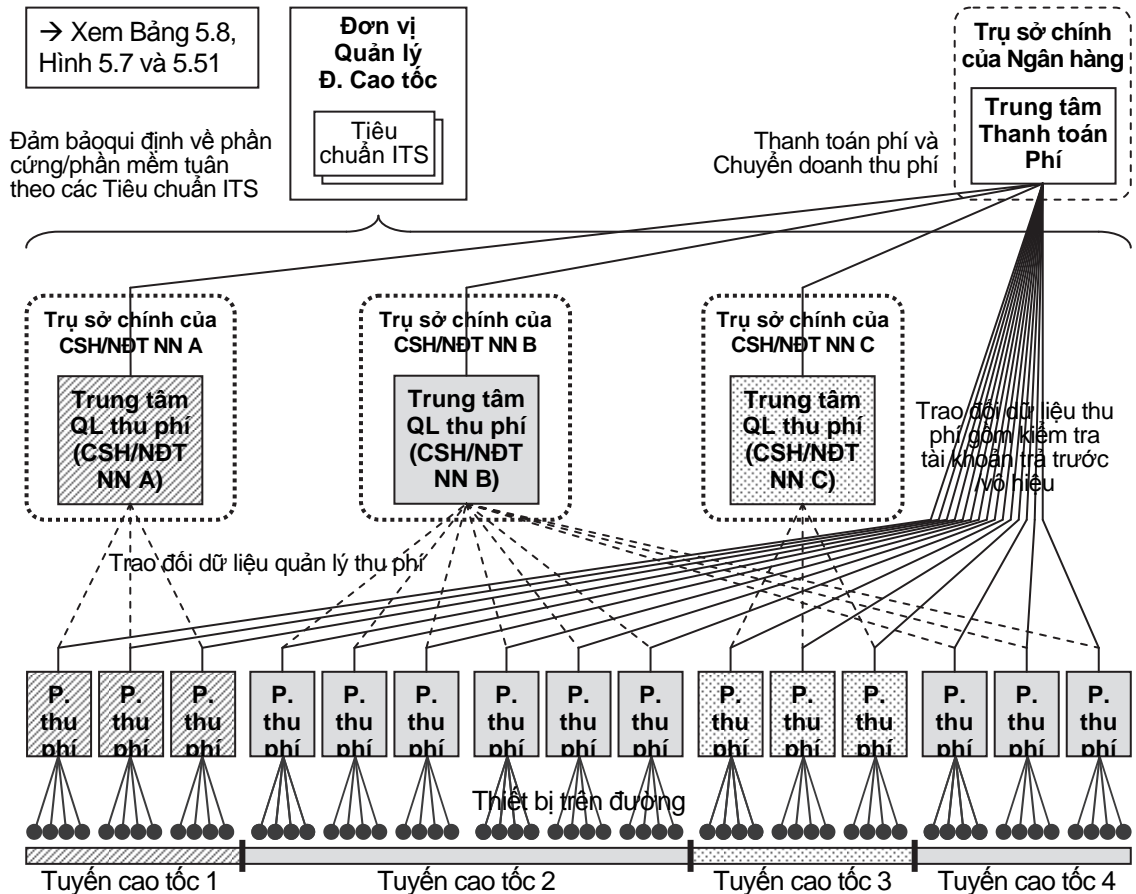 → Xem Bảng 5.8,
Hình 5.7 và 5.51
Đơn vị
Quản lý
Đ. Cao tốc
Tiêu
chuẩn ITS
Trụ sở chính
của Ngân hàng
Trung tâm
Thanh toán
Phí
Đảm bảoqui định về phần
cứng/phần mềm tuân
theo các Tiêu chuẩn ITS
Thanh toán phí và
Chuyển doanh thu phí
Trụ sở chính của
CSH/NĐT NN A
Trung tâm
QL thu phí
(CSH/NĐT
NN A)
Trụ sở chính của
CSH/NĐT NN B
Trung tâm
QL thu phí
(CSH/NĐT
NN B)
Trụ sở chính của
CSH/NĐT NN C
Trung tâm
QL thu phí
(CSH/NĐT
NN C)
Trao đổi dữ liệu thu
phí gồm kiểm tra
tài khoản trả trước
/vô hiệu
Trao đổi dữ liệu quản lý thu phí
P.
thu
phí
P.
thu
phí
P.
thu
phí
P.
thu
phí
P.
thu
phí
P.
thu
phí
P.
thu
phí
P.
thu
phí
P.
thu
phí
P.
thu
phí
P.
thu
phí
P.
thu
phí
P.
thu
phí
P.
thu
phí
P.
thu
phí
Thiết bị trên đường
Tuyến cao tốc 1
Tuyến cao tốc 2
Tuyến cao tốc 3
Tuyến cao tốc 4